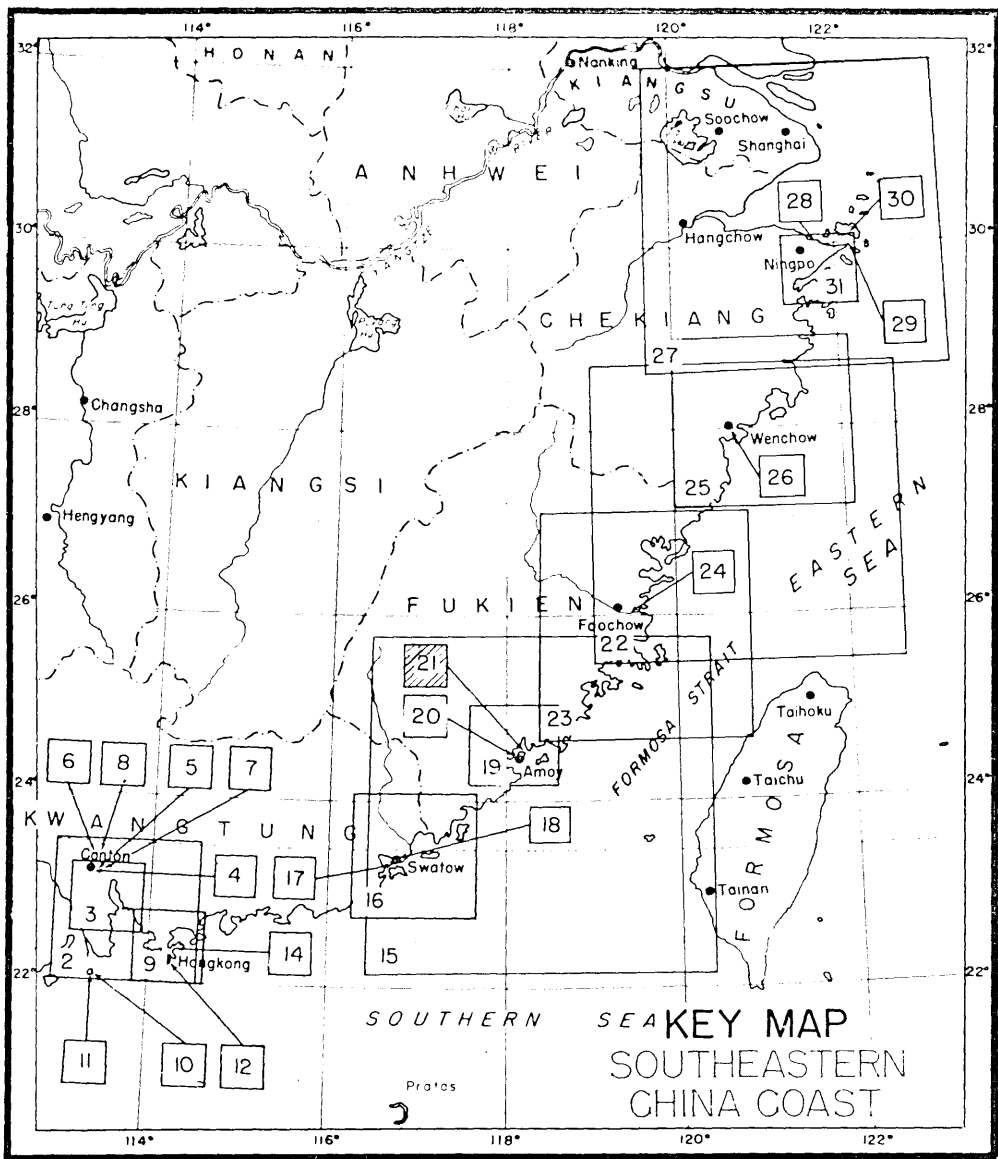 114° 116° 118° 120° 122°
32° 32°
HONAN
Nanking
KIANGSU
Soochow
Shanghai
RIVER
ANHWEI
28 30
30° 30°
Hangchow
Ningpo
31
Tung Ting
Hu
29
CHEKIANG
27
28° 28°
Changsha
Wenchow
KIANGSI
25 26
Hengyang
EASTERN
SEA
24
26° 26°
FUKIEN
Foochow
22
21
20 23
FORMOSA STRAIT
Taihoku
6 8 5 7
24° 24°
19 Amoy
Taichu
KWANGTUNG
18
Canton
4 17
Swatow
FORMOSA
Tainan
3 16
14
2 9 Hongkong
15
22° 22°
SOUTHERN SEA
KEY MAP
SOUTHEASTERN
CHINA COAST
11 10 12
Pratas
114° 116° 118° 120° 122°